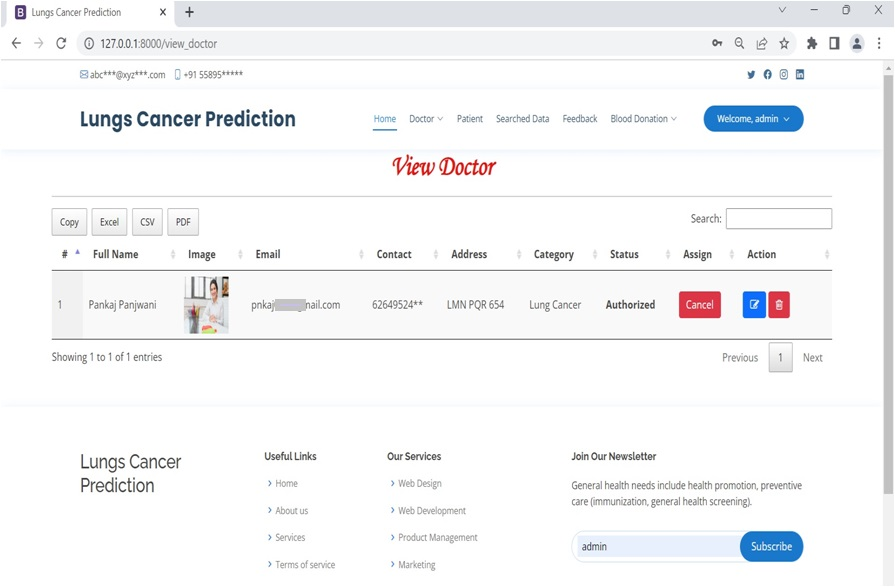 B Lungs Cancer Prediction
127.0.0.1:8000/view_doctor
abc***@xyz***.com +91 55895*****
Lungs Cancer Prediction Home Doctor Patient Searched Data Feedback Blood Donation Welcome, admin
View Doctor
Copy Excel CSV PDF Search:
# Full Name Image Email Contact Address Category Status Assign Action
1 Pankaj Panjwani pnkaj nail.com 62649524** LMN PQR 654 Lung Cancer Authorized Cancel
Showing 1 to 1 of 1 entries Previous 1 Next
Lungs Cancer
Prediction
Useful Links
Home
About us
Services
Terms of service
Our Services
Web Design
Web Development
Product Management
Marketing
Join Our Newsletter
General health needs include health promotion, preventive
care (immunization, general health screening).
admin Subscribe